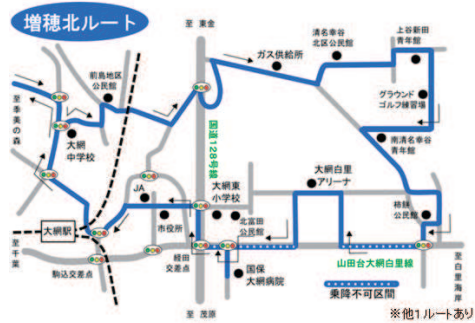 増穂北ルート
至 東金
ガス供給所
清名幸谷
北区公民館
上谷新田
青年館
前島地区
公民館
グラウンド
ゴルフ練習場
至季美の森
大網
中学校
国道128号線
南清名幸谷
青年館
大網白里
アリーナ
JA
大網東
小学校
柿餅
公民館
市役所
北富田
公民館
大網駅
至千葉
経田
交差点
山田台大網白里線
至白里海岸
駒込交差点
国保
大網病院
乗降不可区間
至 茂原
※他1ルートあり